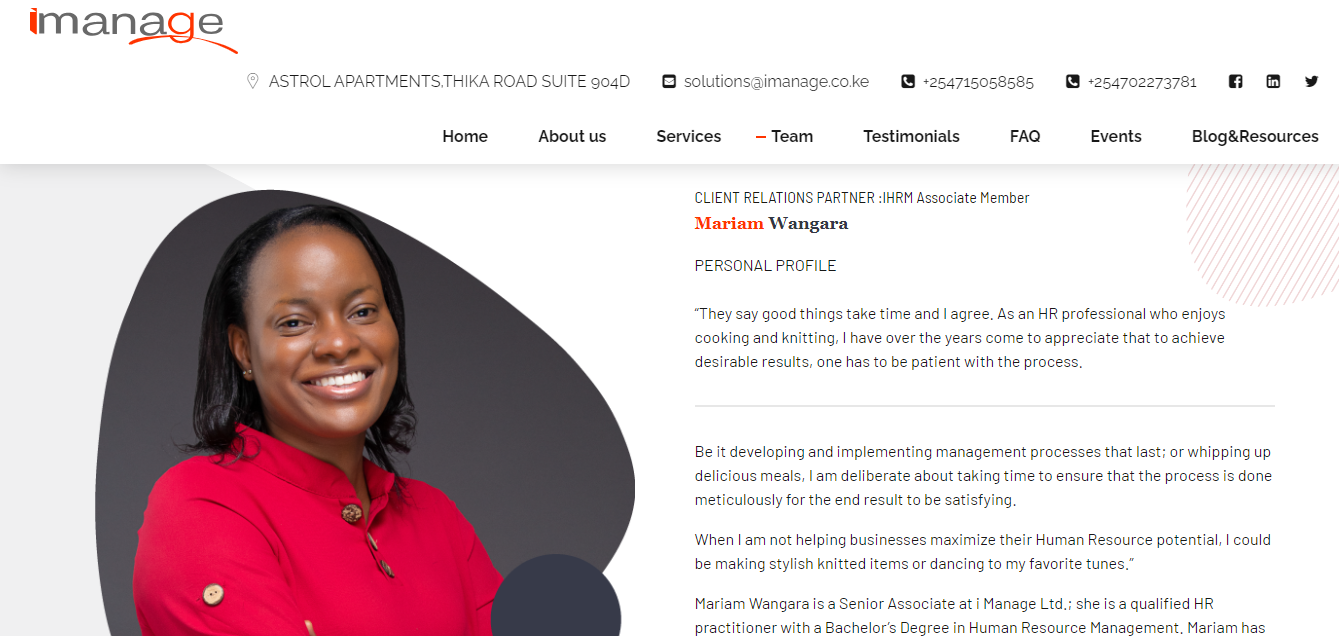 imanage
ASTROL APARTMENTS,THIKA ROAD SUITE 904D
solutions@imanage.co.ke
+254715058585
+254702273781
Home
About us
Services
Team
Testimonials
FAQ
Events
Blog&Resources
CLIENT RELATIONS PARTNER :IHRM Associate Member
Mariam Wangara
PERSONAL PROFILE
“They say good things take time and I agree. As an HR professional who enjoys
cooking and knitting, I have over the years come to appreciate that to achieve
desirable results, one has to be patient with the process.
Be it developing and implementing management processes that last; or whipping up
delicious meals, I am deliberate about taking time to ensure that the process is done
meticulously for the end result to be satisfying.
When I am not helping businesses maximize their Human Resource potential, I could
be making stylish knitted items or dancing to my favorite tunes.”
Mariam Wangara is a Senior Associate at i Manage Ltd.; she is a qualified HR
practitioner with a Bachelor’s Degree in Human Resource Management. Mariam has